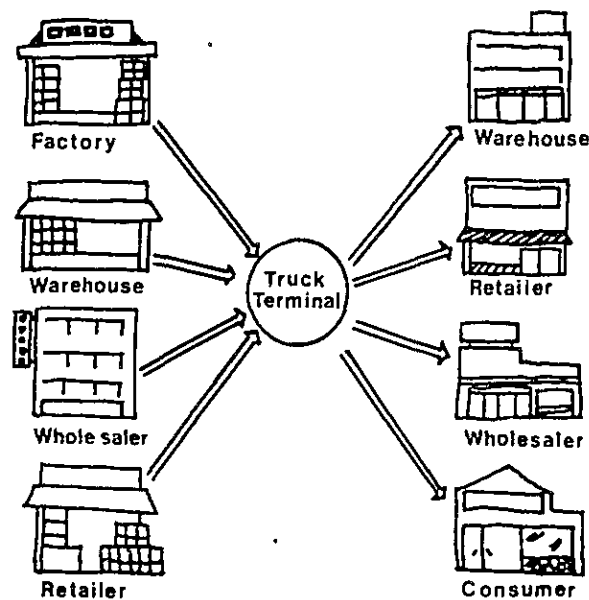 Factory
Warehouse
Whole saler
Retailer
Truck
Terminal
Warehouse
Retailer
Wholesaler
Consumer